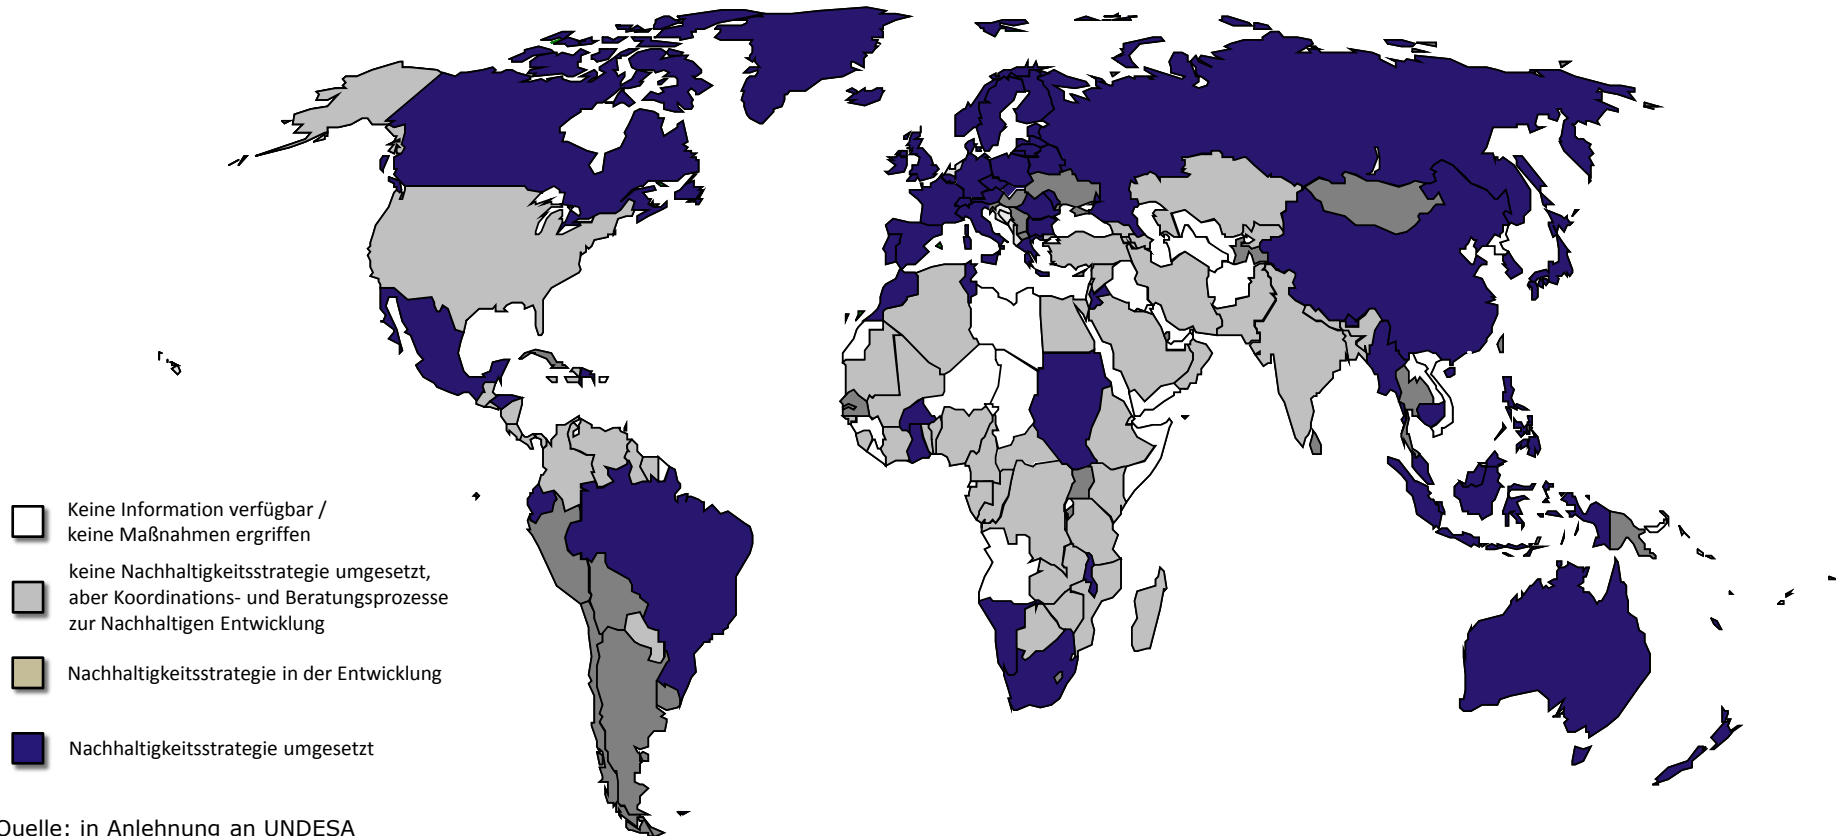 Keine Information verfügbar /
keine Maßnahmen ergriffen
keine Nachhaltigkeitsstrategie umgesetzt,
aber Koordinations- und Beratungsprozesse
zur Nachhaltigen Entwicklung
Nachhaltigkeitsstrategie in der Entwicklung
Nachhaltigkeitsstrategie umgesetzt
Quelle: in Anlehnung an UNDESA